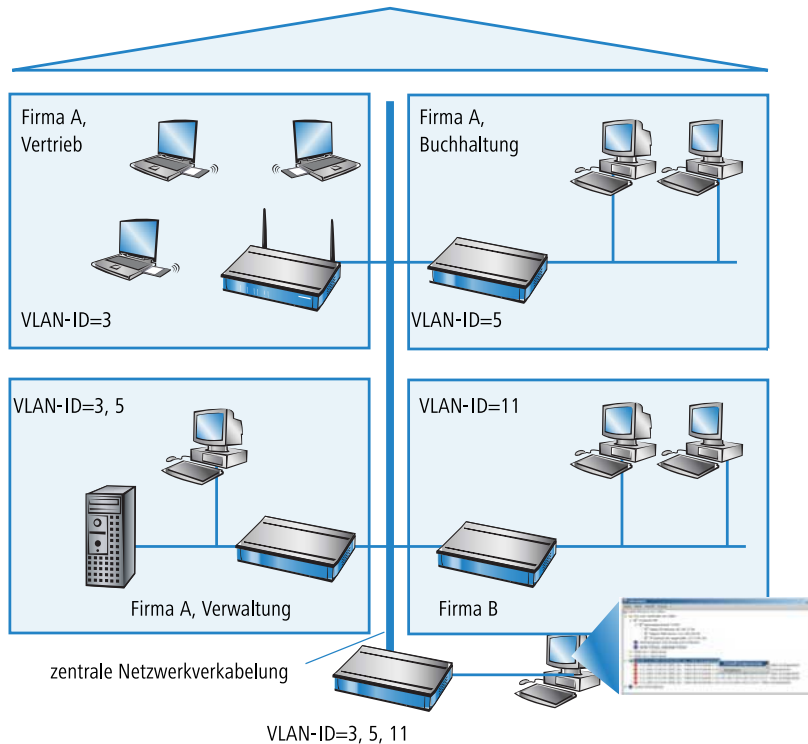 Firma A,
Vertrieb
VLAN-ID=3
Firma A,
Buchhaltung
VLAN-ID=5
VLAN-ID=3, 5
Firma A, Verwaltung
VLAN-ID=11
Firma B
zentrale Netzwerkverkabelung
VLAN-ID=3, 5, 11